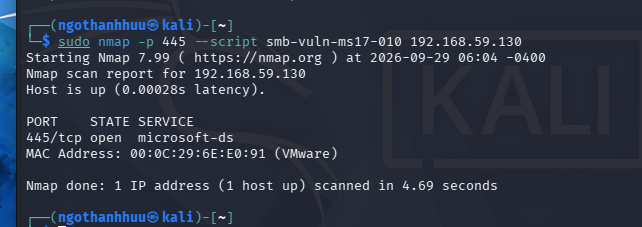 ┌──(ngothanhhuu㉿kali)-[~]
└─$ sudo nmap -p 445 --script smb-vuln-ms17-010 192.168.59.130
Starting Nmap 7.99 ( https://nmap.org ) at 2026-09-29 06:04 -0400
Nmap scan report for 192.168.59.130
Host is up (0.00028s latency).

PORT    STATE SERVICE
445/tcp open  microsoft-ds
MAC Address: 00:0C:29:6E:E0:91 (VMware)

Nmap done: 1 IP address (1 host up) scanned in 4.69 seconds

┌──(ngothanhhuu㉿kali)-[~]
└─$
KALI